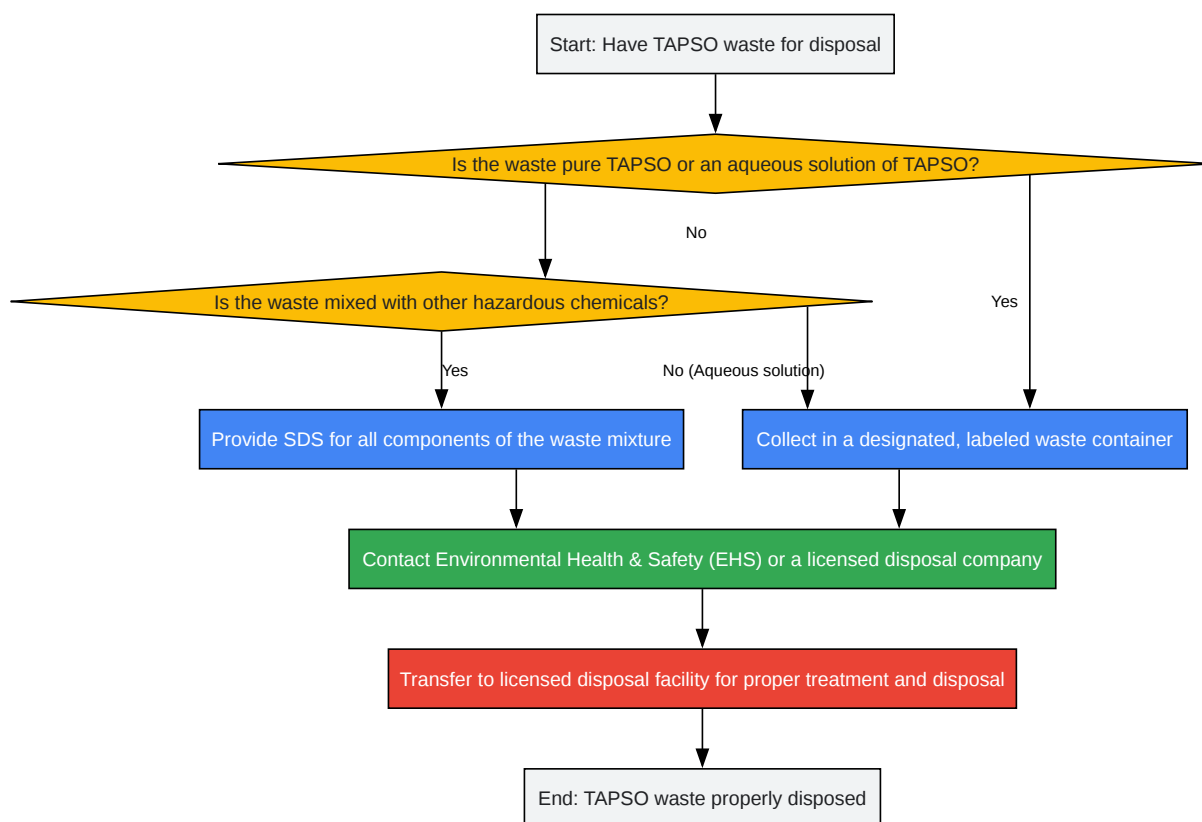 Start: Have TAPSO waste for disposal
Is the waste pure TAPSO or an aqueous solution of TAPSO?
No
Is the waste mixed with other hazardous chemicals?
Yes
Yes
No (Aqueous solution)
Provide SDS for all components of the waste mixture
Collect in a designated, labeled waste container
Contact Environmental Health & Safety (EHS) or a licensed disposal company
Transfer to licensed disposal facility for proper treatment and disposal
End: TAPSO waste properly disposed